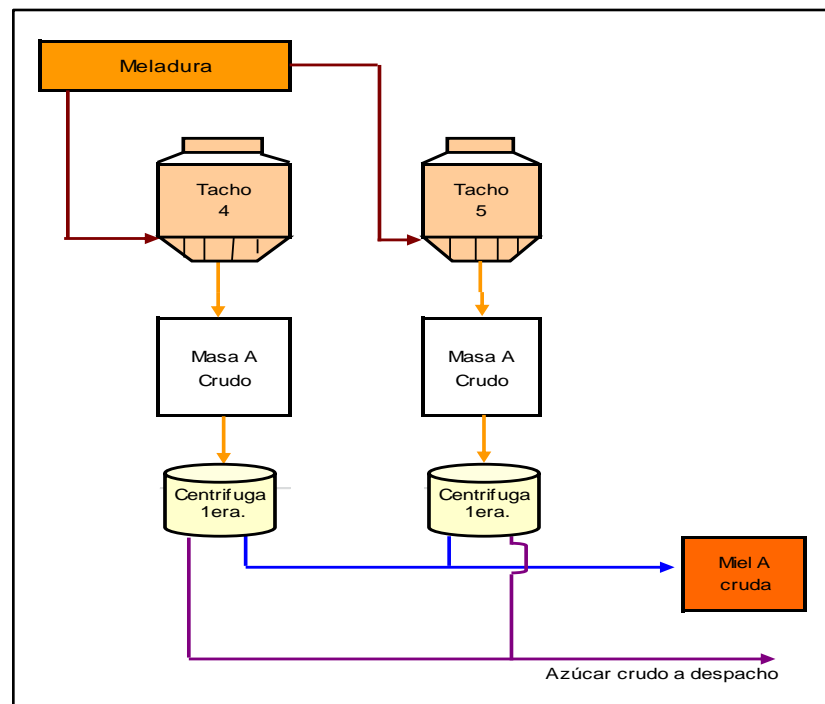 Meladura
Tacho
4
Tacho
5
Masa A
Crudo
Masa A
Crudo
Centrifuga
1era.
Centrifuga
1era.
Miel A
cruda
Azúcar crudo a despacho